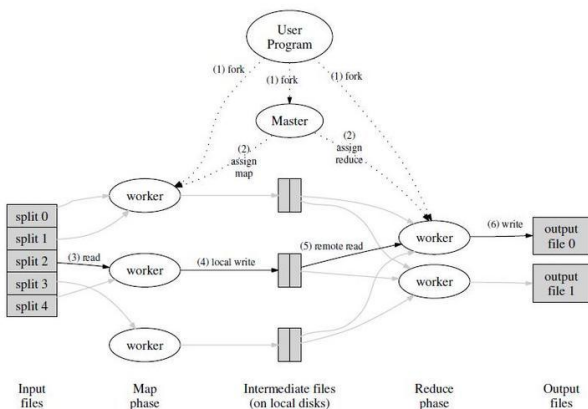 User
Program
(1) fork
(1) fork
(1) fork
Master
(2)
assign
map
(2)
assign
reduce
worker
split 0
split 1
split 2
split 3
split 4
(3) read
worker
(4) local write
(5) remote read
worker
(6) write
output
file 0
worker
output
file 1
worker
Input
files
Map
phase
Intermediate files
(on local disks)
Reduce
phase
Output
files